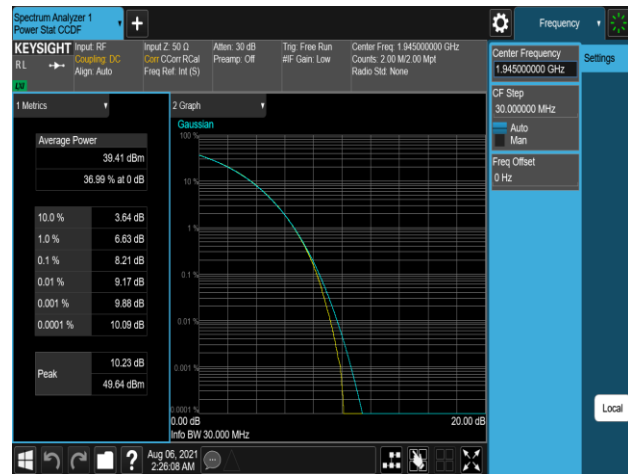 Spectrum Analyzer 1
Power Stat CCDF
Frequency
KEYSIGHT
RL
Input: RF
Coupling: DC
Align: Auto
Input Z: 50 Ω
Corr CCorr RCal
Freq Ref: Int (S)
Atten: 30 dB
Preamp: Off
Trig: Free Run
#IF Gain: Low
Center Freq: 1.945000000 GHz
Counts: 2.00 M/2.00 Mpt
Radio Std: None
Center Frequency
1.945000000 GHz
Settings
CF Step
30.000000 MHz
Auto
Man
Freq Offset
0 Hz
1 Metrics
Average Power
39.41 dBm
36.99 % at 0 dB
10.0 % 3.64 dB
1.0 % 6.63 dB
0.1 % 8.21 dB
0.01 % 9.17 dB
0.001 % 9.88 dB
0.0001 % 10.09 dB
Peak
10.23 dB
49.64 dBm
2 Graph
Gaussian
100 %
10 %
1 %
0.1 %
0.01 %
0.001 %
0.0001 %
0.00 dB
20.00 dB
Info BW 30.000 MHz
Local
?
Aug 06, 2021
2:26:08 AM